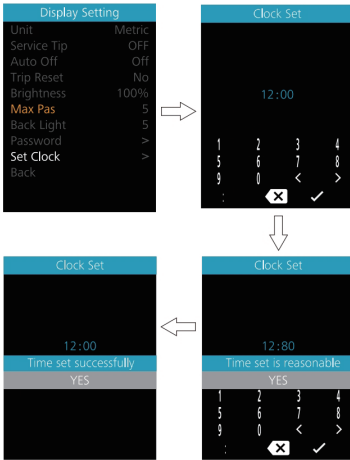 Display Setting
Unit Metric
Service Tip OFF
Auto Off Off
Trip Reset No
Brightness 100%
Max Pas 5
Back Light 5
Password >
Set Clock >
Back
Clock Set
12:00
1 2 3 4
5 6 7 8
9 0 < >
:
Clock Set
12:80
Time set is reasonable
YES
1 2 3 4
5 6 7 8
9 0 < >
:
Clock Set
12:00
Time set successfully
YES